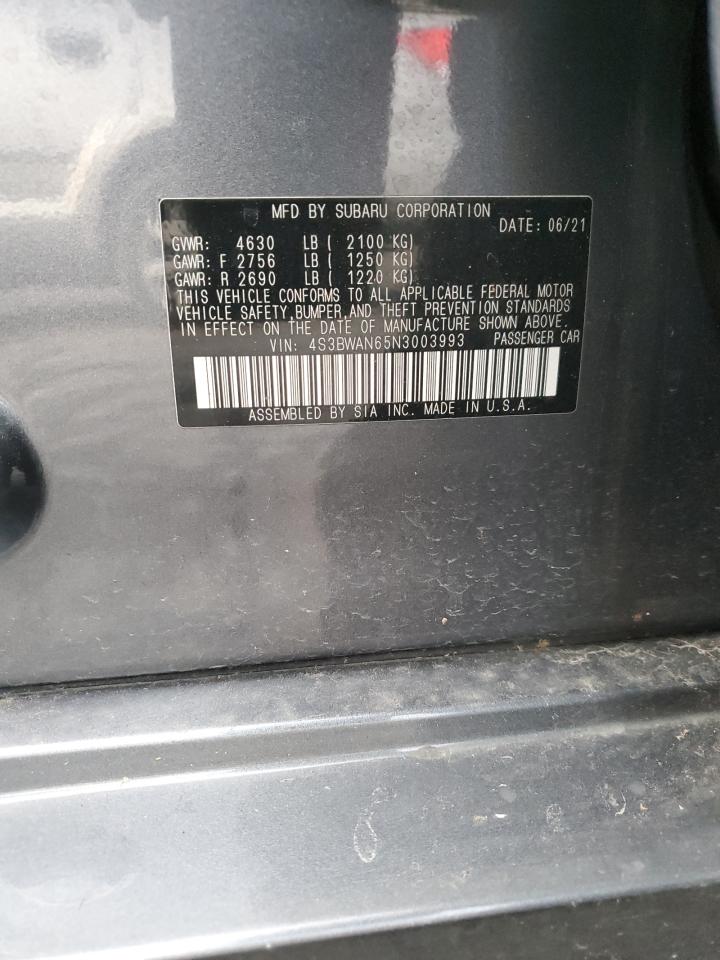 MFD BY SUBARU CORPORATION
DATE: 06/21
GVWR: 4630 LB ( 2100 KG)
GAWR: F 2756 LB ( 1250 KG)
GAWR: R 2690 LB ( 1220 KG)
THIS VEHICLE CONFORMS TO ALL APPLICABLE FEDERAL MOTOR
VEHICLE SAFETY, BUMPER, AND THEFT PREVENTION STANDARDS
IN EFFECT ON THE DATE OF MANUFACTURE SHOWN ABOVE.
VIN: 4S3BWAN65N3003993 PASSENGER CAR
ASSEMBLED BY SIA INC. MADE IN U.S.A.